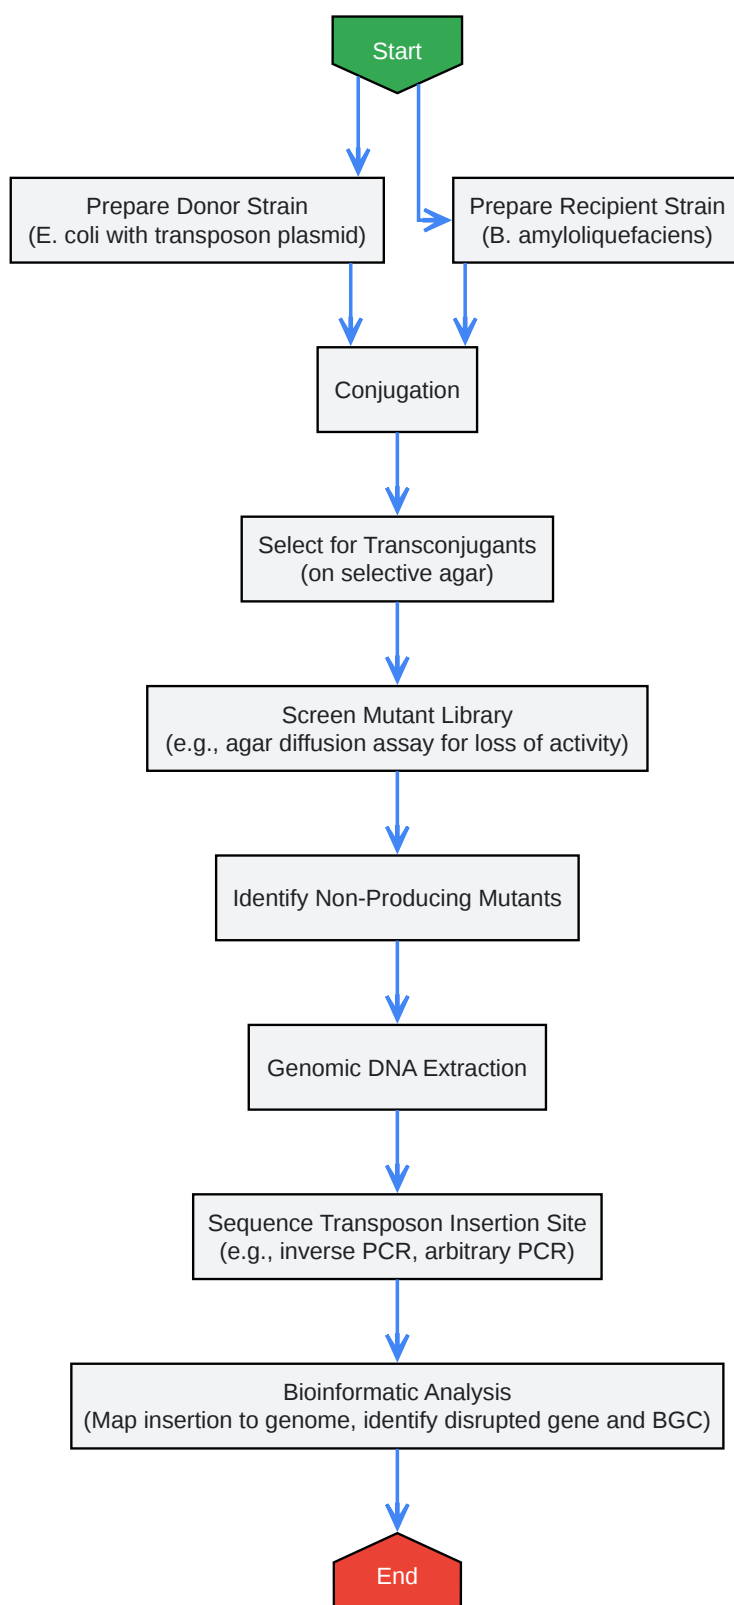 Start
Prepare Donor Strain
(E. coli with transposon plasmid)
Prepare Recipient Strain
(B. amyloliquefaciens)
Conjugation
Select for Transconjugants
(on selective agar)
Screen Mutant Library
(e.g., agar diffusion assay for loss of activity)
Identify Non-Producing Mutants
Genomic DNA Extraction
Sequence Transposon Insertion Site
(e.g., inverse PCR, arbitrary PCR)
Bioinformatic Analysis
(Map insertion to genome, identify disrupted gene and BGC)
End